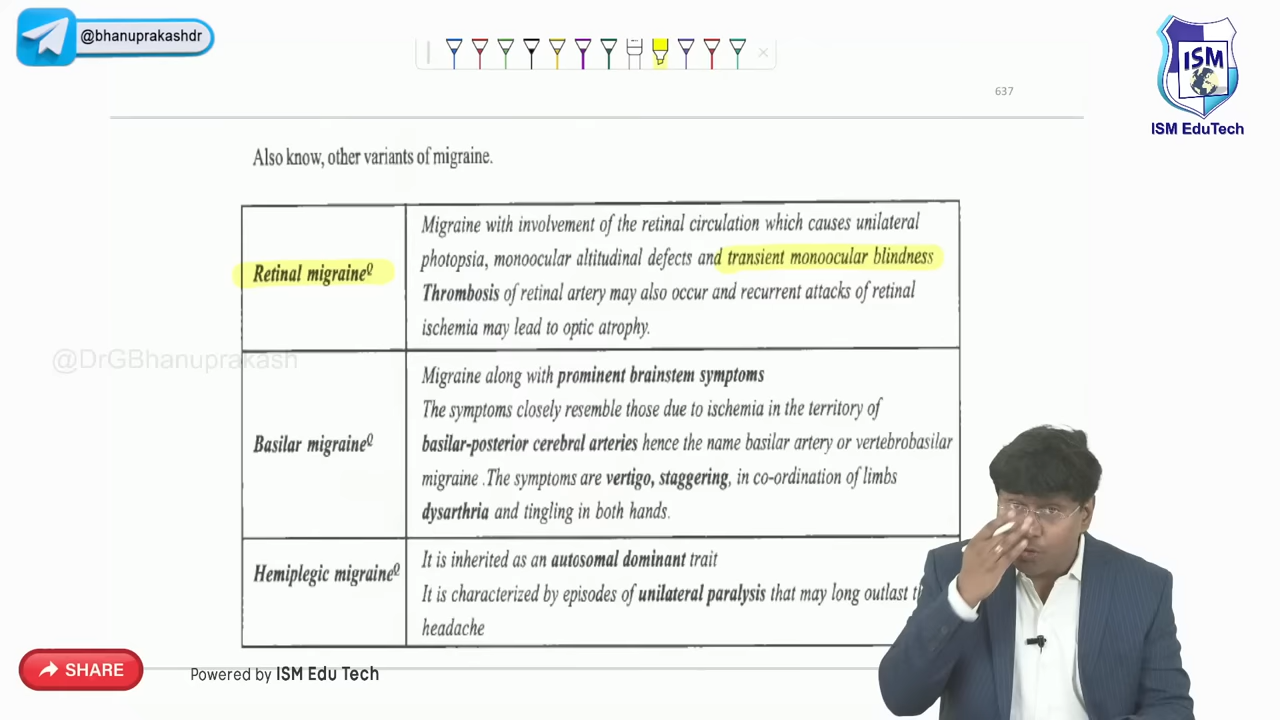 @bhanuprakashdr
ISM
ISM EduTech
637
Also know, other variants of migraine.
Retinal migraineQ
Migraine with involvement of the retinal circulation which causes unilateral
photopsia, monoocular altitudinal defects and transient monoocular blindness
Thrombosis of retinal artery may also occur and recurrent attacks of retinal
ischemia may lead to optic atrophy.
@DrGBhanuprakash
Basilar migraineQ
Migraine along with prominent brainstem symptoms
The symptoms closely resemble those due to ischemia in the territory of
basilar-posterior cerebral arteries hence the name basilar artery or vertebrobasilar
migraine .The symptoms are vertigo, staggering, in co-ordination of limbs
dysarthria and tingling in both hands.
Hemiplegic migraineQ
It is inherited as an autosomal dominant trait
It is characterized by episodes of unilateral paralysis that may long outlast
headache
SHARE
Powered by ISM Edu Tech